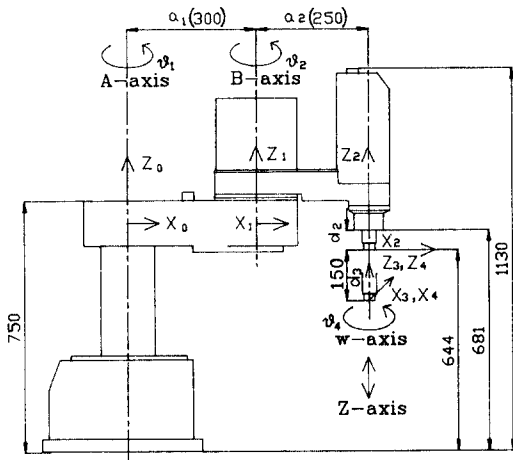 a₁(300) a₂(250)
ϑ₁ ϑ₂
A-axis B-axis
Z₀ Z₁ Z₂
X₀ X₁ d₂
X₂
Z₃,Z₄
150 d₃
X₃,X₄
ϑ₄
w-axis
Z-axis
750
644
681
1130